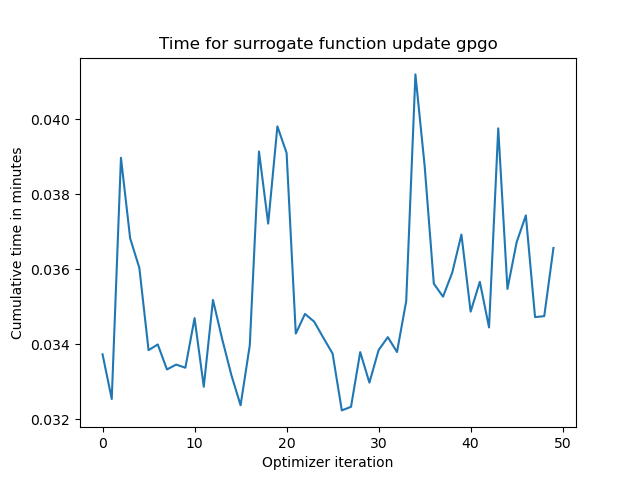 Time for surrogate function update gpgo
Cumulative time in minutes
0.040
0.038
0.036
0.034
0.032
0 10 20 30 40 50
Optimizer iteration